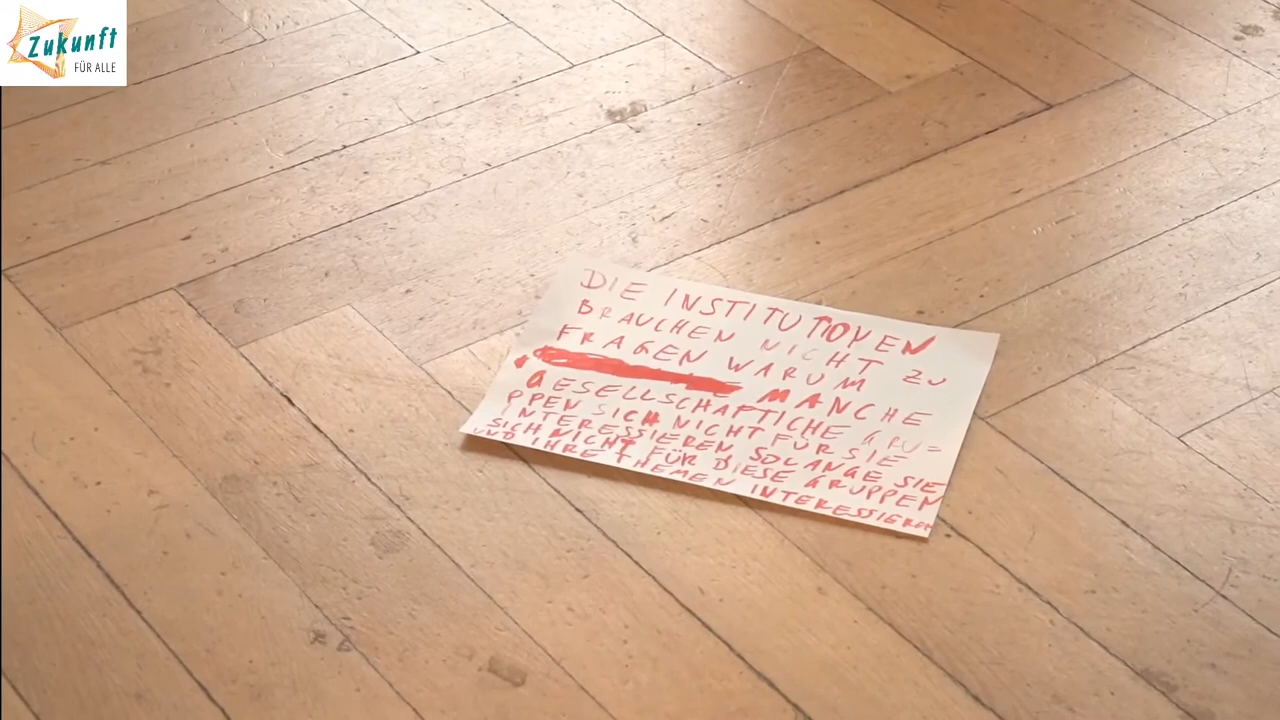 Zukunft
FÜR ALLE
DIE INSTITUTIONEN
BRAUCHEN NICHT ZU
FRAGEN WARUM
MANCHE
GESELLSCHAFTICHE GRU=
PPEN SICH NICHT FÜR SIE
INTERESSIEREN SOLANGE SIE
SICH NICHT FÜR DIESE GRUPPEN
UND IHRE THEMEN INTERESSIEREN